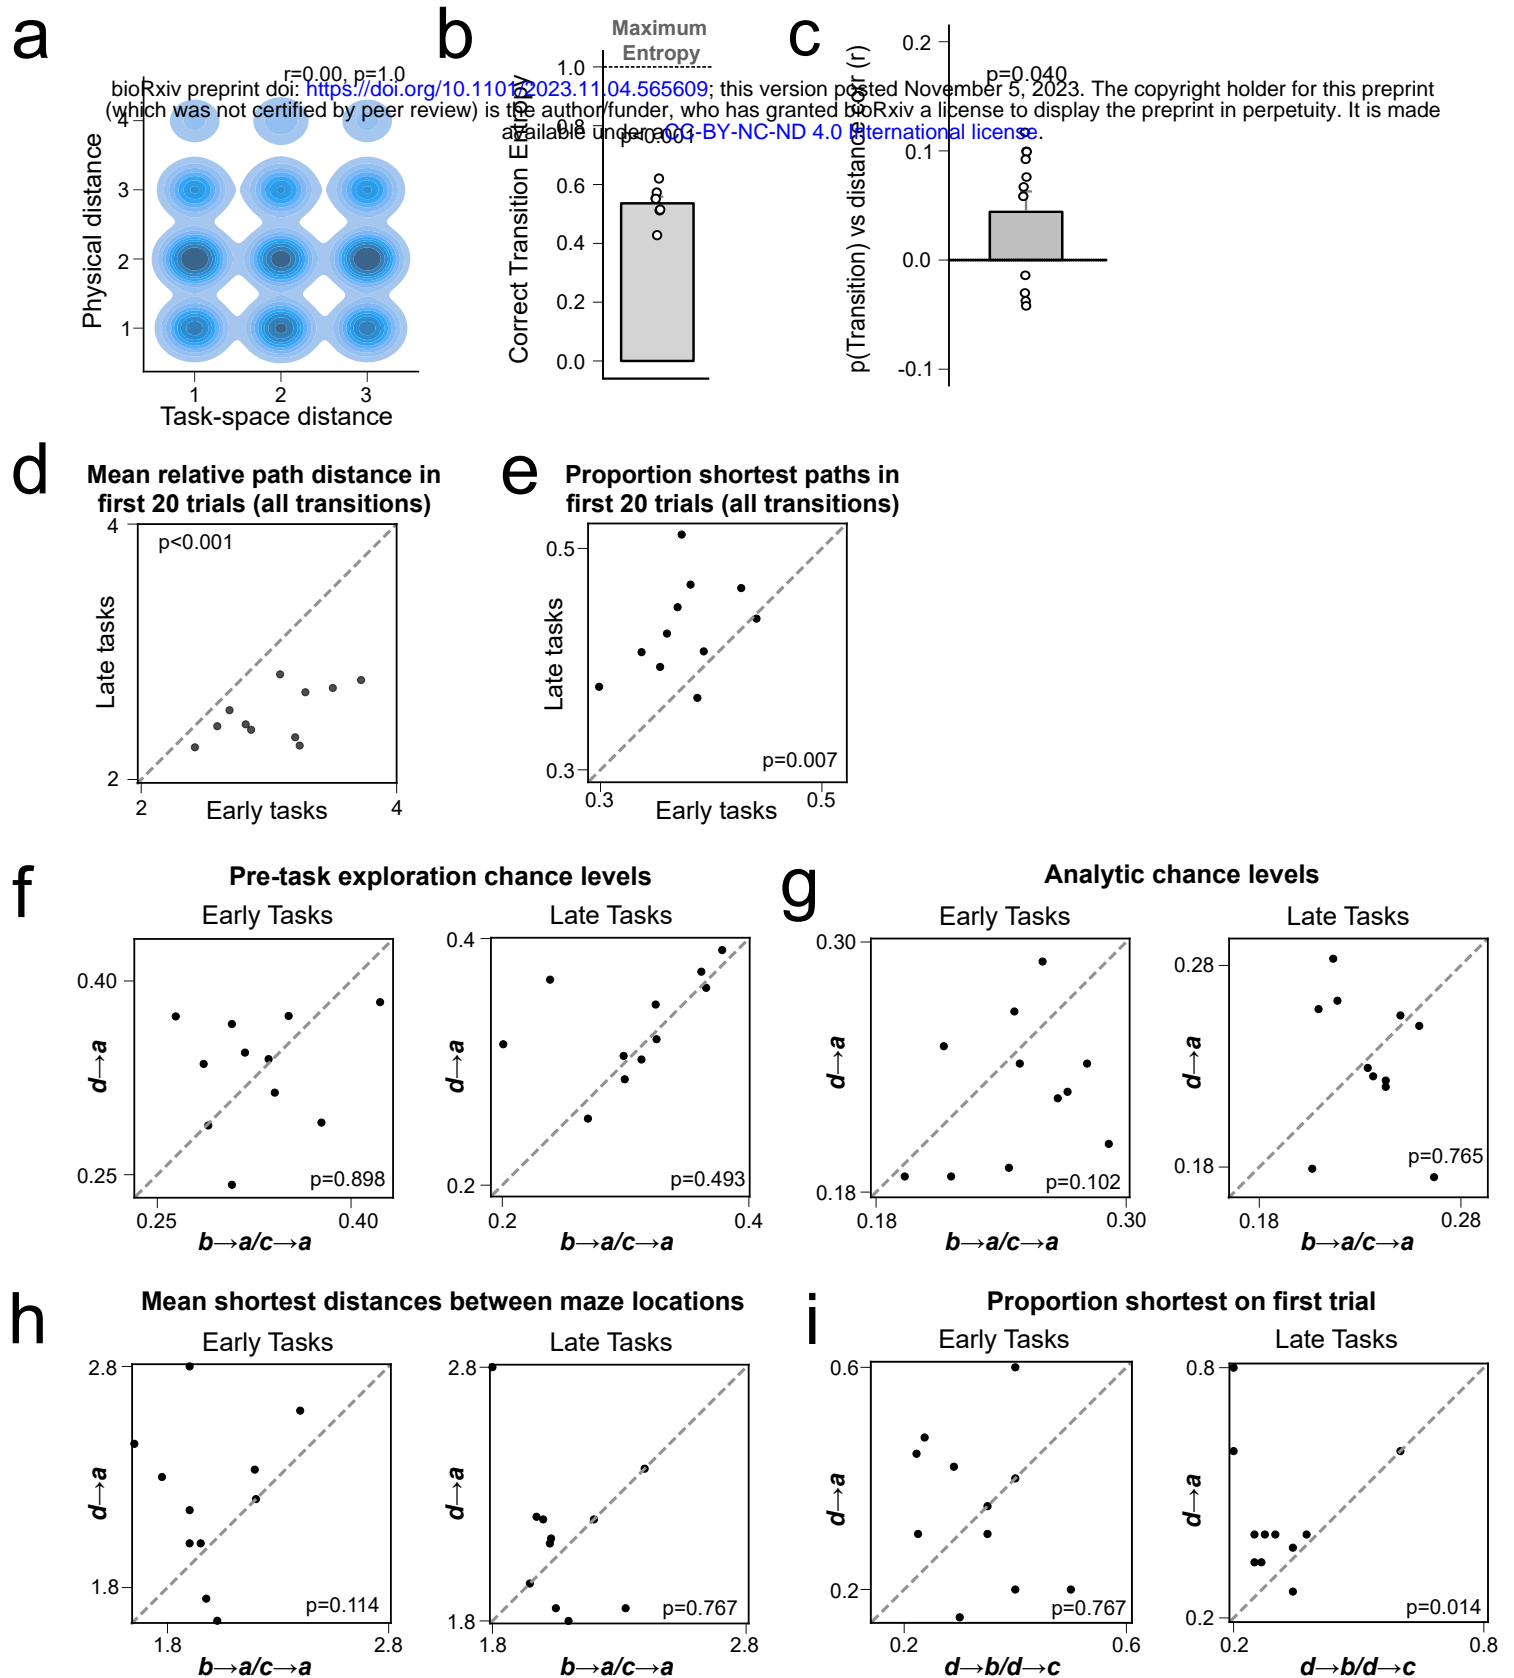 a
b
c
Maximum
Entropy
r=0.00, p=1.0
p=0.040
bioRxiv preprint doi: https://doi.org/10.1101/2023.11.04.565609; this version posted November 5, 2023. The copyright holder for this preprint
(which was not certified by peer review) is the author/funder, who has granted bioRxiv a license to display the preprint in perpetuity. It is made
available under aCC-BY-NC-ND 4.0 International license.
Physical distance
4
3
2
1
1 2 3
Task-space distance
Correct Transition Entropy
1.0
0.8
0.6
0.4
0.2
0.0
p<0.001
p(Transition) vs distance corr (r)
0.2
0.1
0.0
-0.1
d
Mean relative path distance in
first 20 trials (all transitions)
4
p<0.001
Late tasks
2
2 4
Early tasks
e
Proportion shortest paths in
first 20 trials (all transitions)
0.5
Late tasks
p=0.007
0.3
0.3 0.5
Early tasks
f
Pre-task exploration chance levels
Early Tasks
0.40
d→a
0.25
p=0.898
0.25 0.40
b→a/c→a
Late Tasks
0.4
d→a
0.2
p=0.493
0.2 0.4
b→a/c→a
g
Analytic chance levels
Early Tasks
0.30
d→a
0.18
p=0.102
0.18 0.30
b→a/c→a
Late Tasks
0.28
d→a
0.18
p=0.765
0.18 0.28
b→a/c→a
h
Mean shortest distances between maze locations
Early Tasks
2.8
d→a
1.8
p=0.114
1.8 2.8
b→a/c→a
Late Tasks
2.8
d→a
1.8
p=0.767
1.8 2.8
b→a/c→a
i
Proportion shortest on first trial
Early Tasks
0.6
d→a
0.2
p=0.767
0.2 0.6
d→b/d→c
Late Tasks
0.8
d→a
0.2
p=0.014
0.2 0.8
d→b/d→c